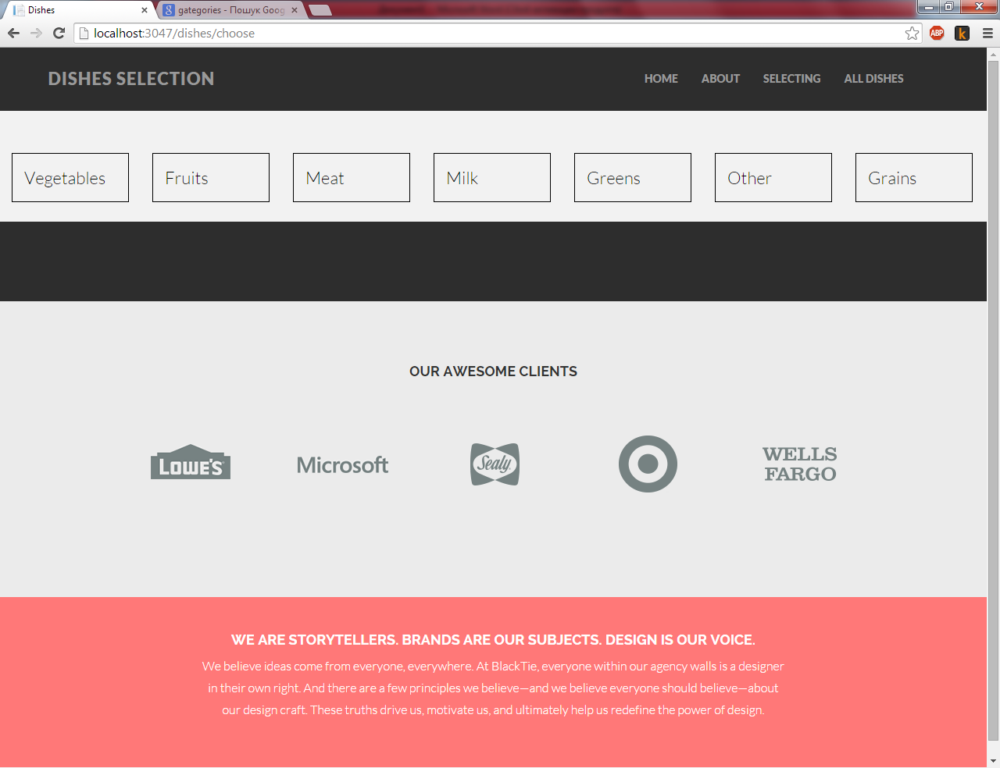 Dishes
gategories - Пошук Goog
localhost:3047/dishes/choose
ABP
k
DISHES SELECTION
HOME ABOUT SELECTING ALL DISHES
Vegetables Fruits Meat Milk Greens Other Grains
OUR AWESOME CLIENTS
LOWE'S Microsoft Sealy WELLS
FARGO
WE ARE STORYTELLERS. BRANDS ARE OUR SUBJECTS. DESIGN IS OUR VOICE.
We believe ideas come from everyone, everywhere. At BlackTie, everyone within our agency walls is a designer
in their own right. And there are a few principles we believe—and we believe everyone should believe—about
our design craft. These truths drive us, motivate us, and ultimately help us redefine the power of design.